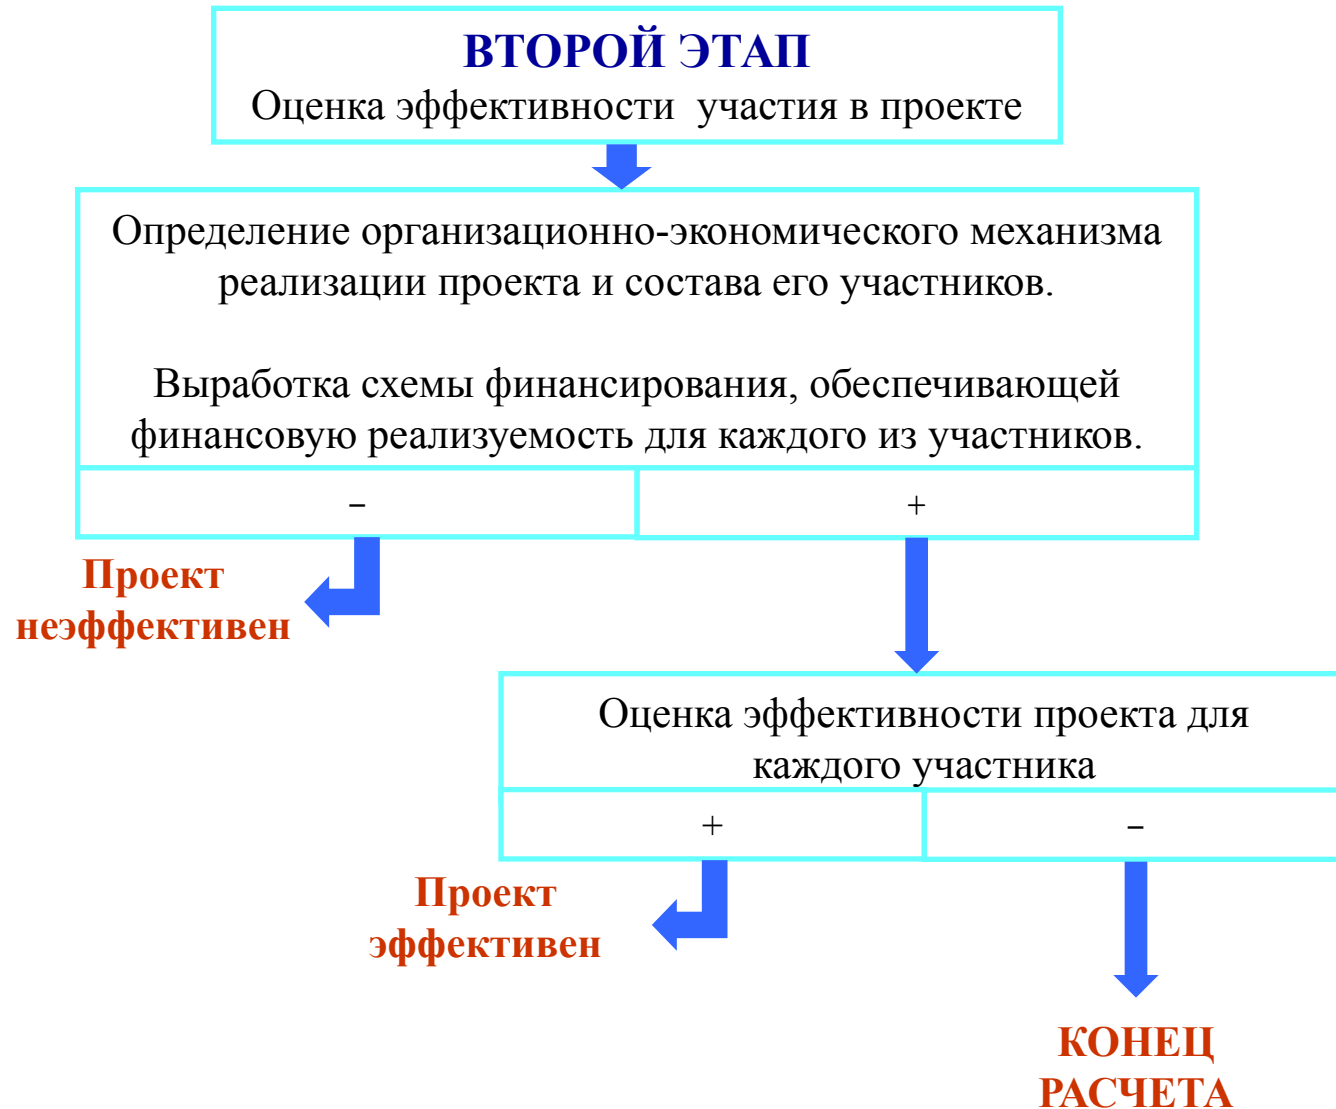 ВТОРОЙ ЭТАП
Оценка эффективности участия в проекте
Определение организационно-экономического механизма
реализации проекта и состава его участников.
Выработка схемы финансирования, обеспечивающей
финансовую реализуемость для каждого из участников.
– +
Проект
неэффективен
Оценка эффективности проекта для
каждого участника
+ –
Проект
эффективен
КОНЕЦ
РАСЧЕТА